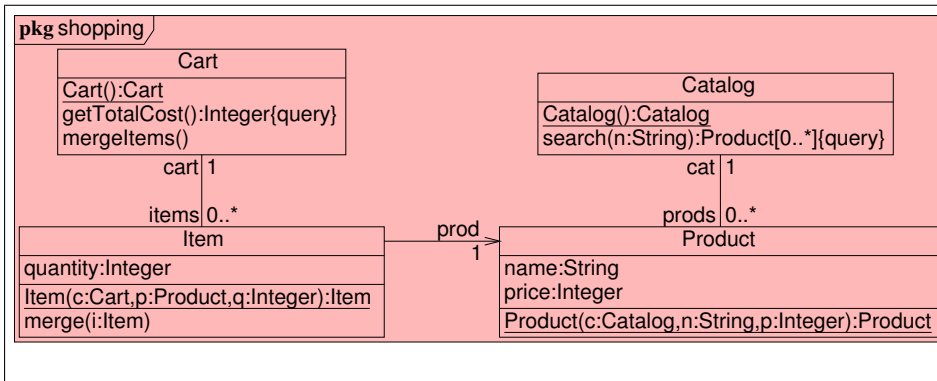 pkg shopping
Cart
Cart():Cart
getTotalCost():Integer{query}
mergeItems()
Catalog
Catalog():Catalog
search(n:String):Product[0..*]{query}
cart 1
cat 1
items 0..*
prods 0..*
Item
quantity:Integer
Item(c:Cart,p:Product,q:Integer):Item
merge(i:Item)
prod
1
Product
name:String
price:Integer
Product(c:Catalog,n:String,p:Integer):Product